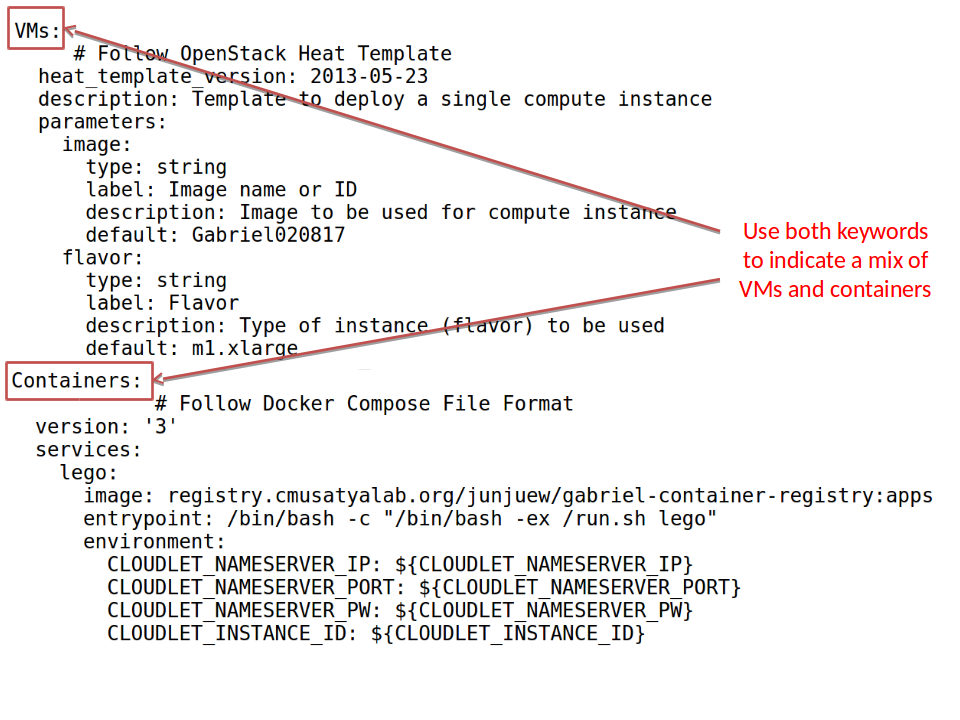 VMs:
# Follow OpenStack Heat Template
heat_template_version: 2013-05-23
description: Template to deploy a single compute instance
parameters:
image:
type: string
label: Image name or ID
description: Image to be used for compute instance
default: Gabriel020817
flavor:
type: string
label: Flavor
description: Type of instance (flavor) to be used
default: m1.xlarge
Containers:
# Follow Docker Compose File Format
version: '3'
services:
lego:
image: registry.cmusatyalab.org/junjuew/gabriel-container-registry:apps
entrypoint: /bin/bash -c "/bin/bash -ex /run.sh lego"
environment:
CLOUDLET_NAMESERVER_IP: ${CLOUDLET_NAMESERVER_IP}
CLOUDLET_NAMESERVER_PORT: ${CLOUDLET_NAMESERVER_PORT}
CLOUDLET_NAMESERVER_PW: ${CLOUDLET_NAMESERVER_PW}
CLOUDLET_INSTANCE_ID: ${CLOUDLET_INSTANCE_ID}
Use both keywords
to indicate a mix of
VMs and containers